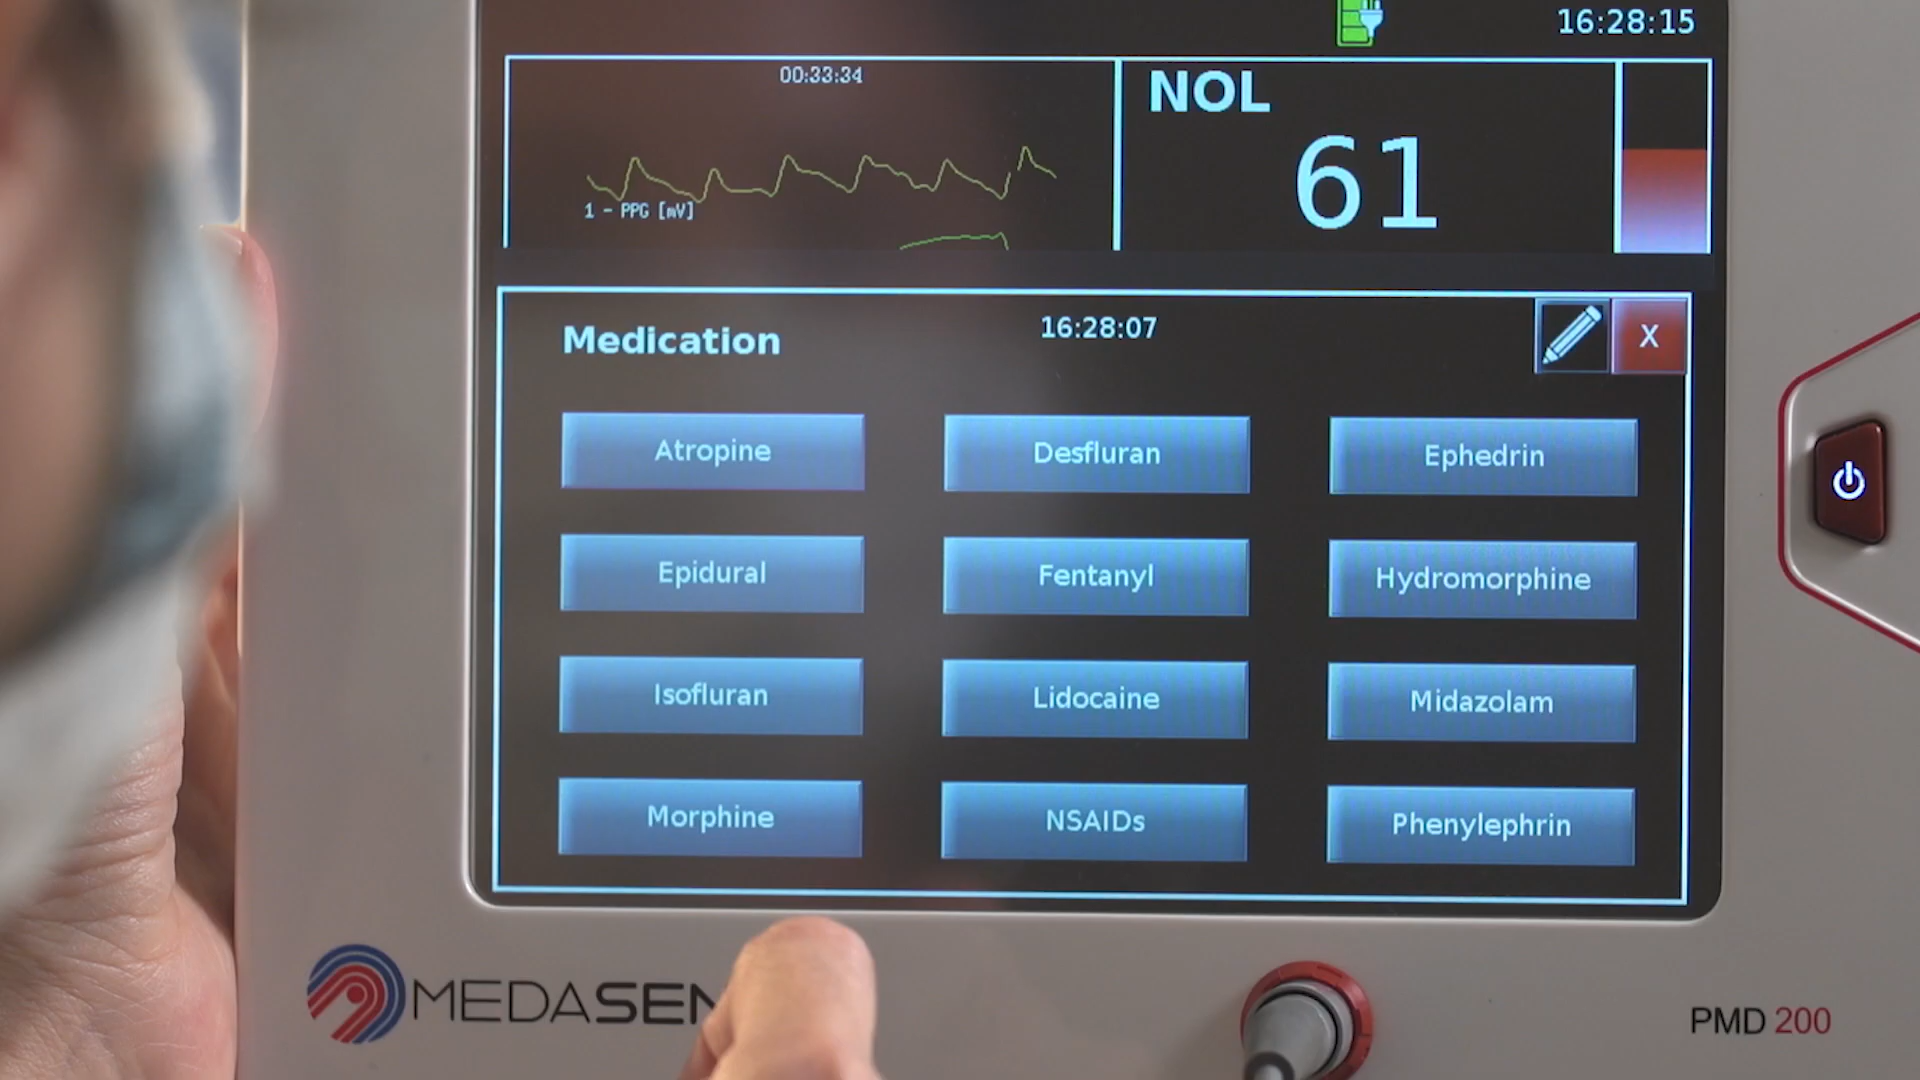 16:28:15
00:33:34
NOL
61
1 - PPG [mV]
Medication
16:28:07
X
Atropine Desfluran Ephedrin
Epidural Fentanyl Hydromorphine
Isofluran Lidocaine Midazolam
Morphine NSAIDs Phenylephrin
MEDASEN
PMD 200